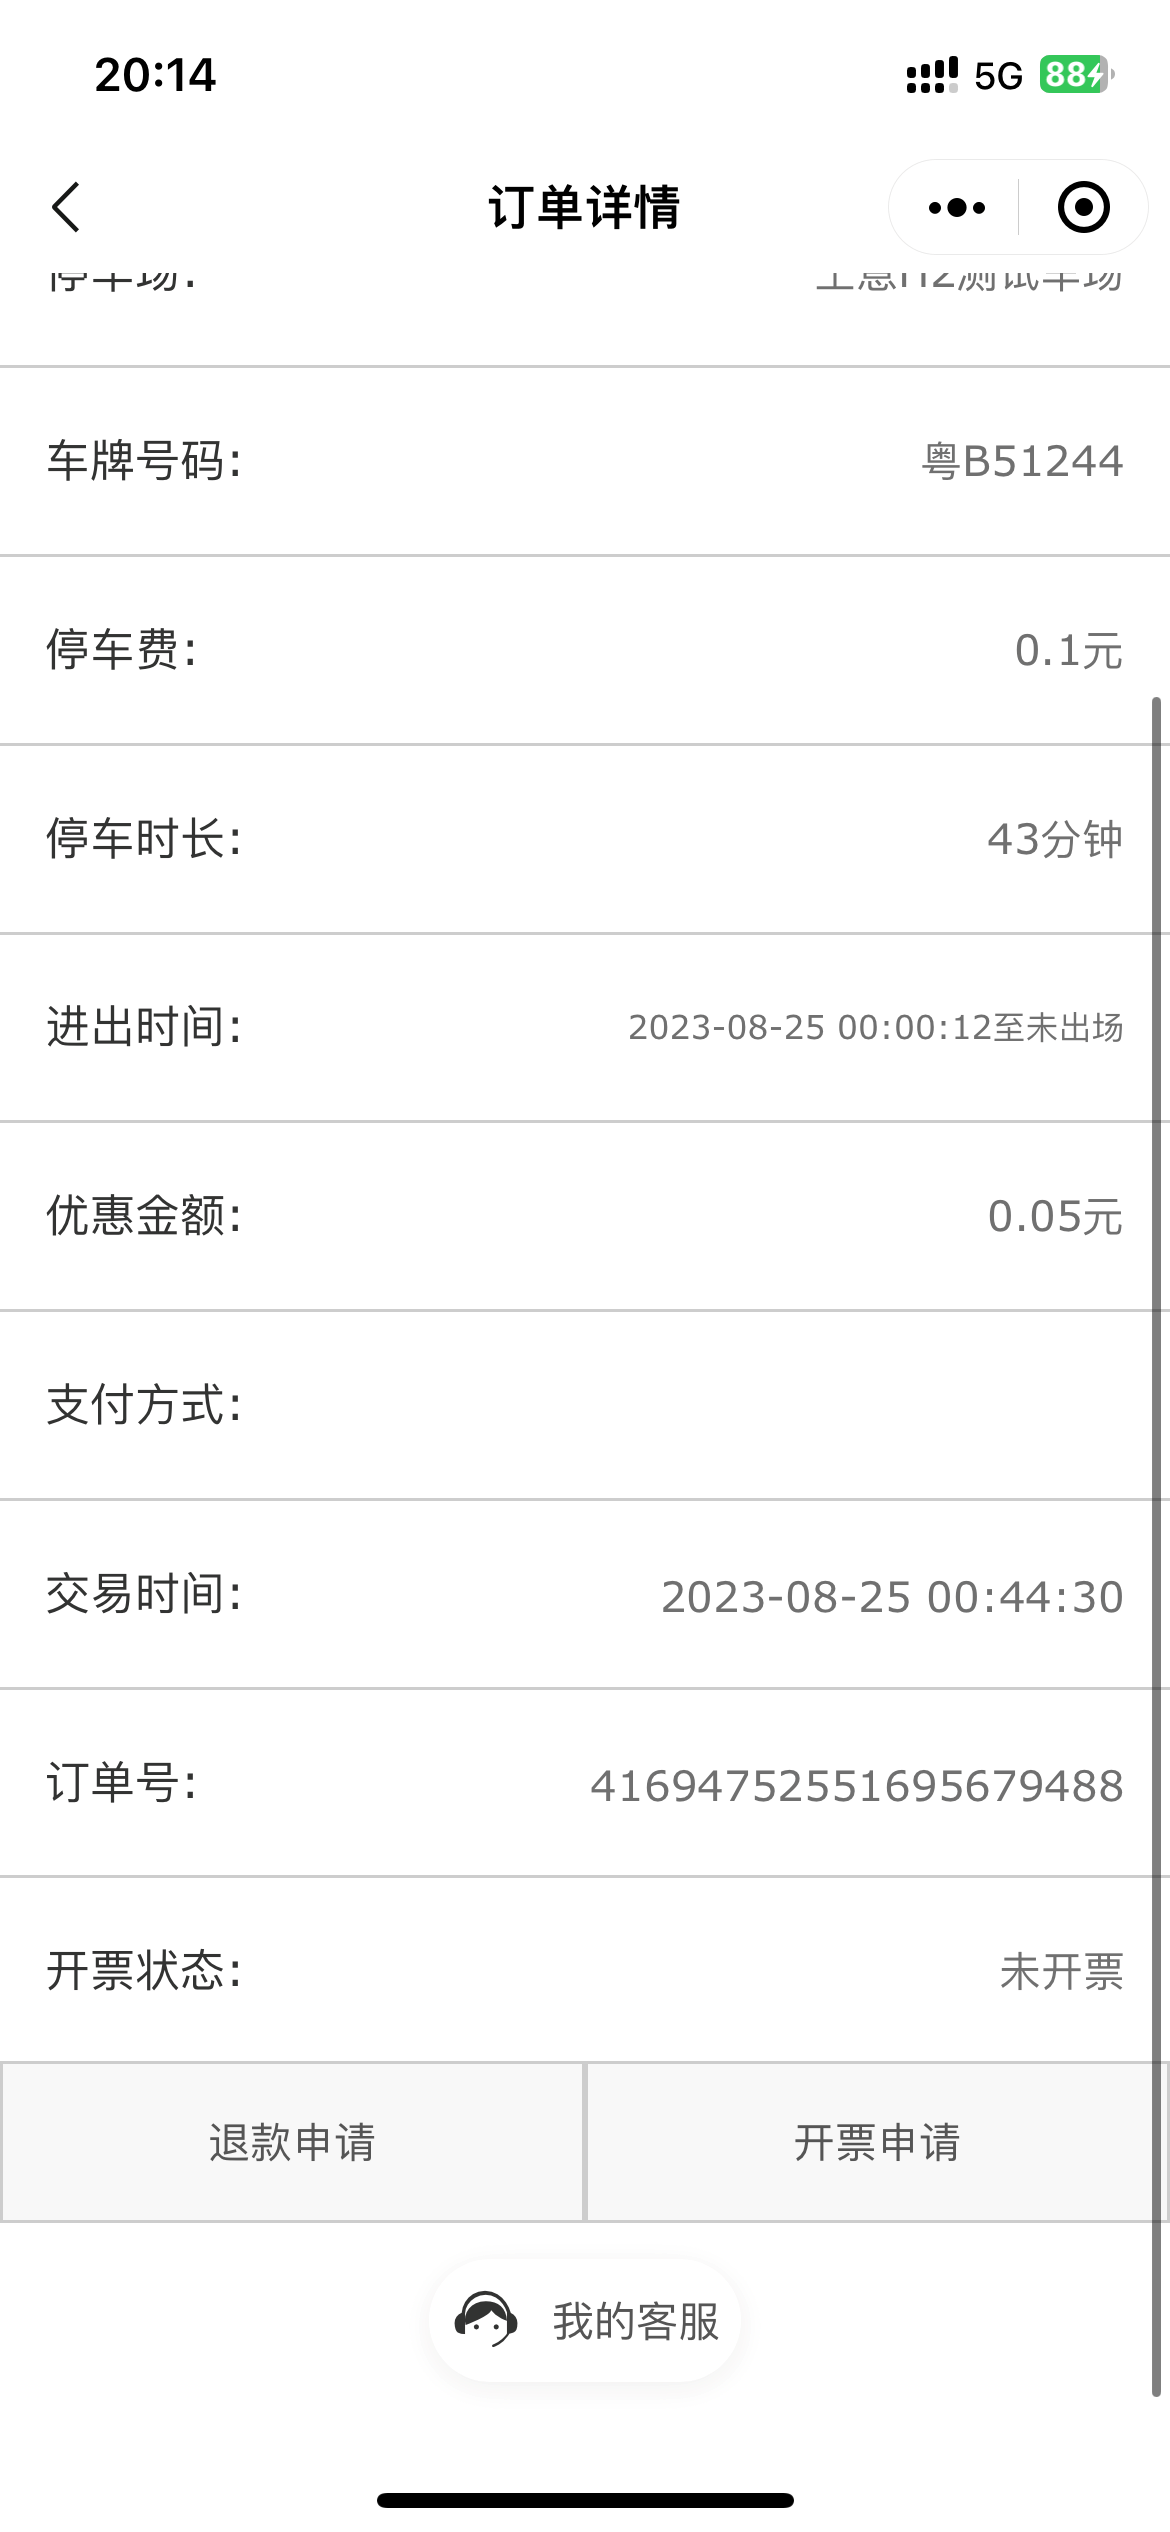 20:14
5G
88
订单详情
停车场:
车牌号码:
粤B51244
停车费:
0.1元
停车时长:
43分钟
进出时间:
2023-08-25 00:00:12至未出场
优惠金额:
0.05元
支付方式:
交易时间:
2023-08-25 00:44:30
订单号:
41694752551695679488
开票状态:
未开票
退款申请
开票申请
我的客服